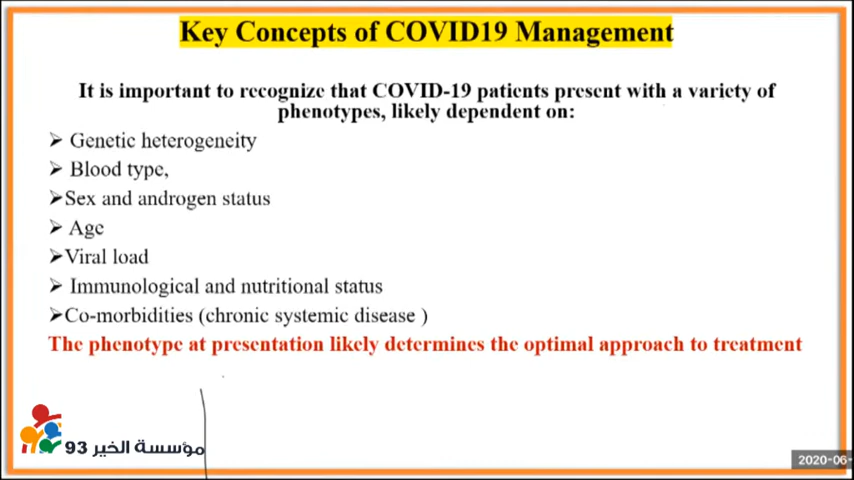 Key Concepts of COVID19 Management
It is important to recognize that COVID-19 patients present with a variety of
phenotypes, likely dependent on:
➢ Genetic heterogeneity
➢ Blood type,
➢Sex and androgen status
➢ Age
➢Viral load
➢ Immunological and nutritional status
➢Co-morbidities (chronic systemic disease )
The phenotype at presentation likely determines the optimal approach to treatment
مؤسسة الخير 93
2020-06-